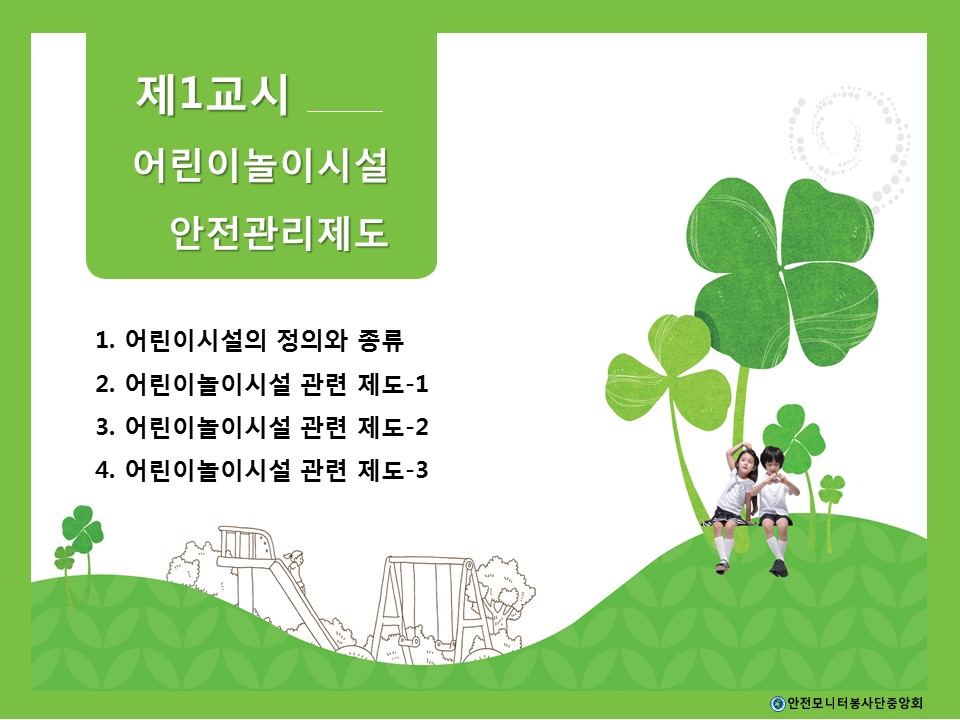 제1교시
어린이놀이시설
안전관리제도
1. 어린이시설의 정의와 종류
2. 어린이놀이시설 관련 제도-1
3. 어린이놀이시설 관련 제도-2
4. 어린이놀이시설 관련 제도-3
안전모니터봉사단중앙회